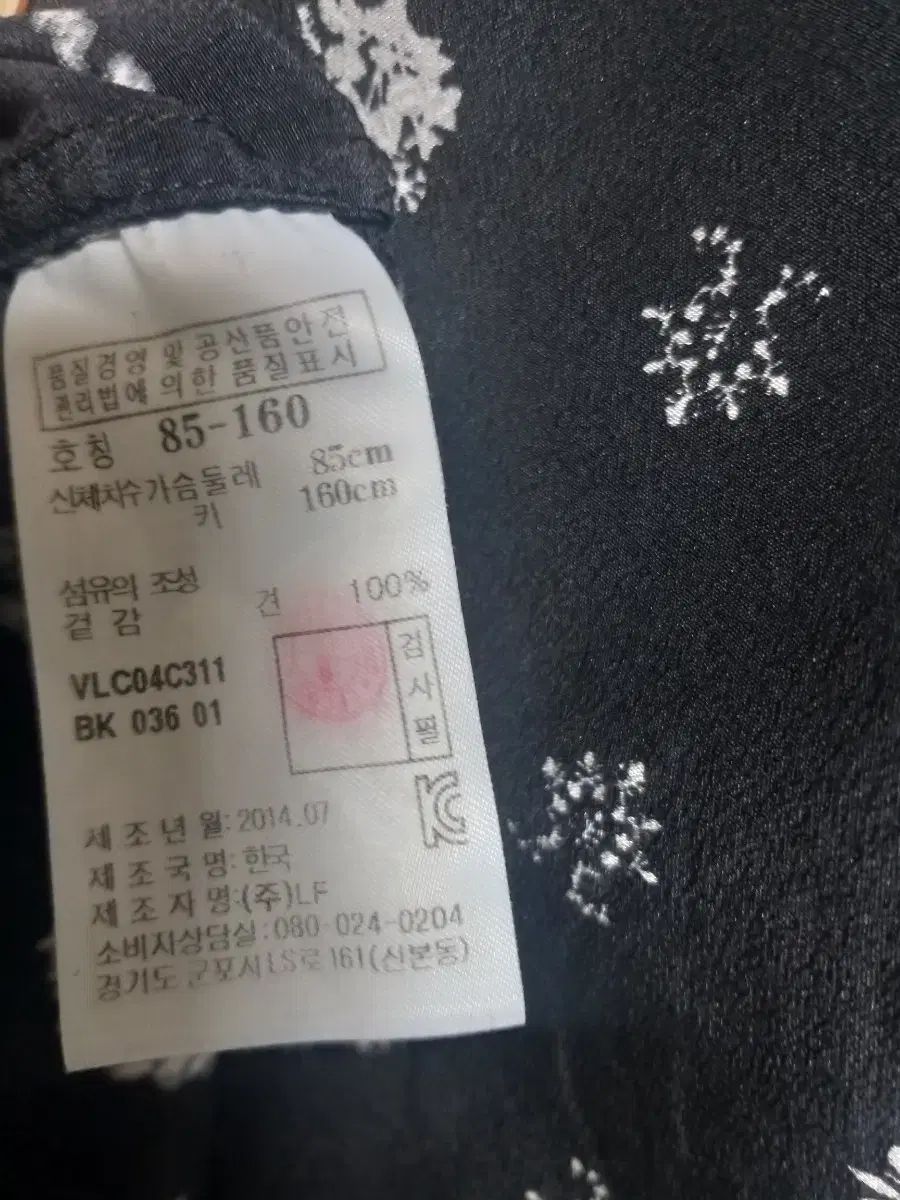 품질경영 및 공산품안전
관리법에 의한 품질표시
호칭 85-160
신체치수 가슴둘레 85cm
키 160cm
섬유의 조성
겉감 견 100%
검사필
VLC04C311
BK 036 01
KC
제조년월: 2014.07
제조국명: 한국
제조자명:(주)LF
소비자상담실:080-024-0204
경기도 군포시 LS로 161(산본동)